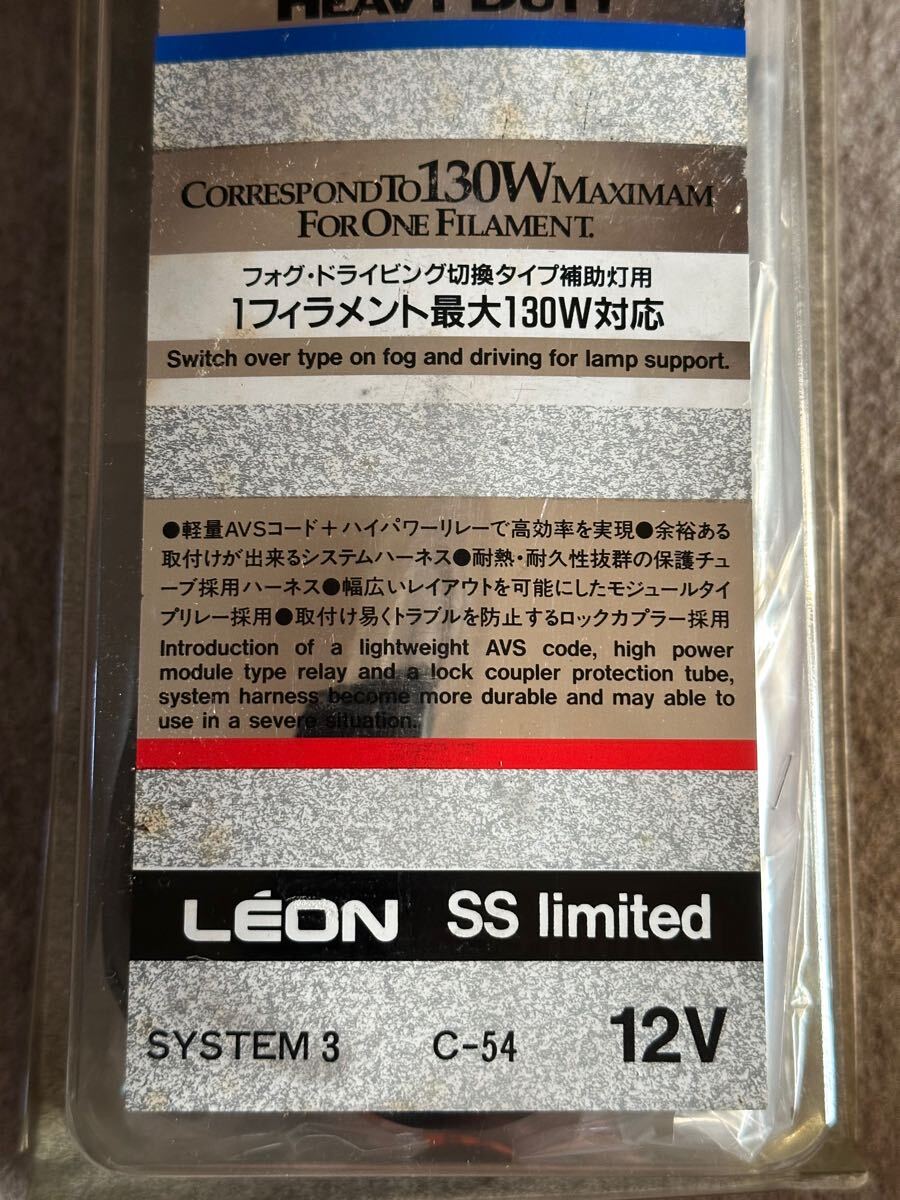 HEAVY DUTY
CORRESPONDTO130WMAXIMAM
FORONEFILAMENT.
フォグ・ドライビング切換タイプ補助灯用
1フィラメント最大130W対応
Switch over type on fog and driving for lamp support.
●軽量AVSコード＋ハイパワーリレーで高効率を実現●余裕ある
取付けが出来るシステムハーネス●耐熱・耐久性抜群の保護チュ
ーブ採用ハーネス●幅広いレイアウトを可能にしたモジュールタイ
プリレー採用●取付け易くトラブルを防止するロックカプラー採用
Introduction of a lightweight AVS code, high power
module type relay and a lock coupler protection tube,
system harness become more durable and may able to
use in a severe situation.
LÉON SS limited
SYSTEM 3 C-54 12V